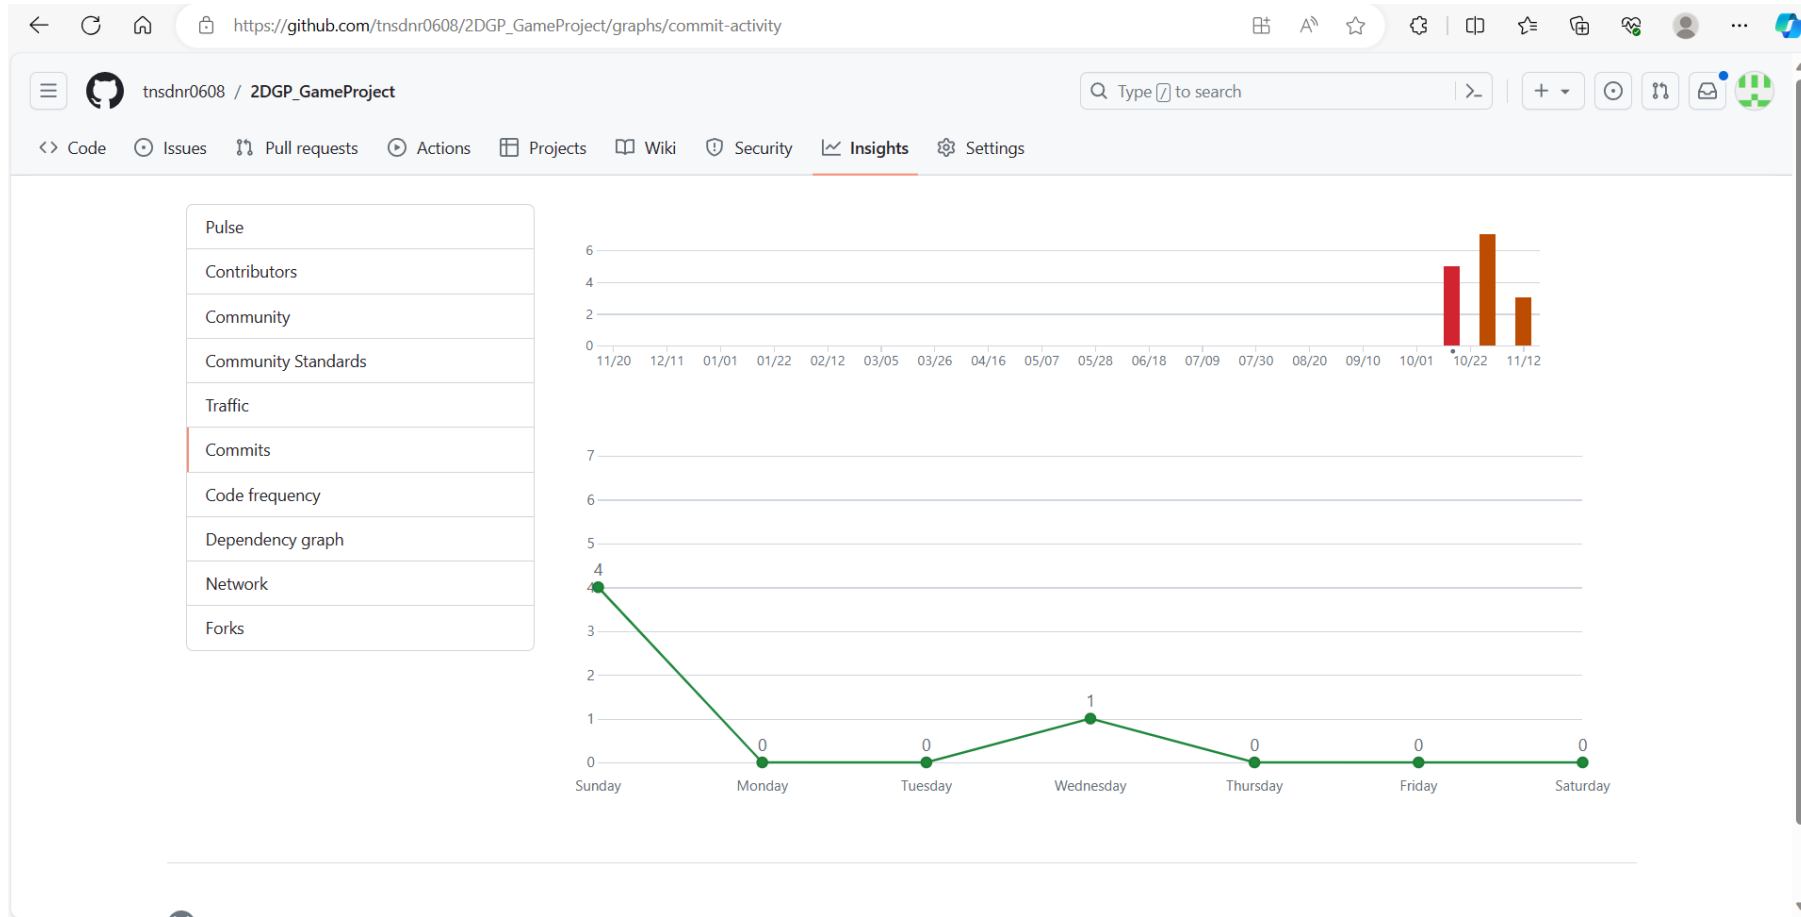 https://github.com/tnsdnr0608/2DGP_GameProject/graphs/commit-activity
tnsdnr0608 / 2DGP_GameProject
Type / to search
Code Issues Pull requests Actions Projects Wiki Security Insights Settings
Pulse
Contributors
Community
Community Standards
Traffic
Commits
Code frequency
Dependency graph
Network
Forks
6
4
2
0
11/20 12/11 01/01 01/22 02/12 03/05 03/26 04/16 05/07 05/28 06/18 07/09 07/30 08/20 09/10 10/01 10/22 11/12
7
6
5
4
4
3
2
1
1
0 0 0 0 0 0
Sunday Monday Tuesday Wednesday Thursday Friday Saturday